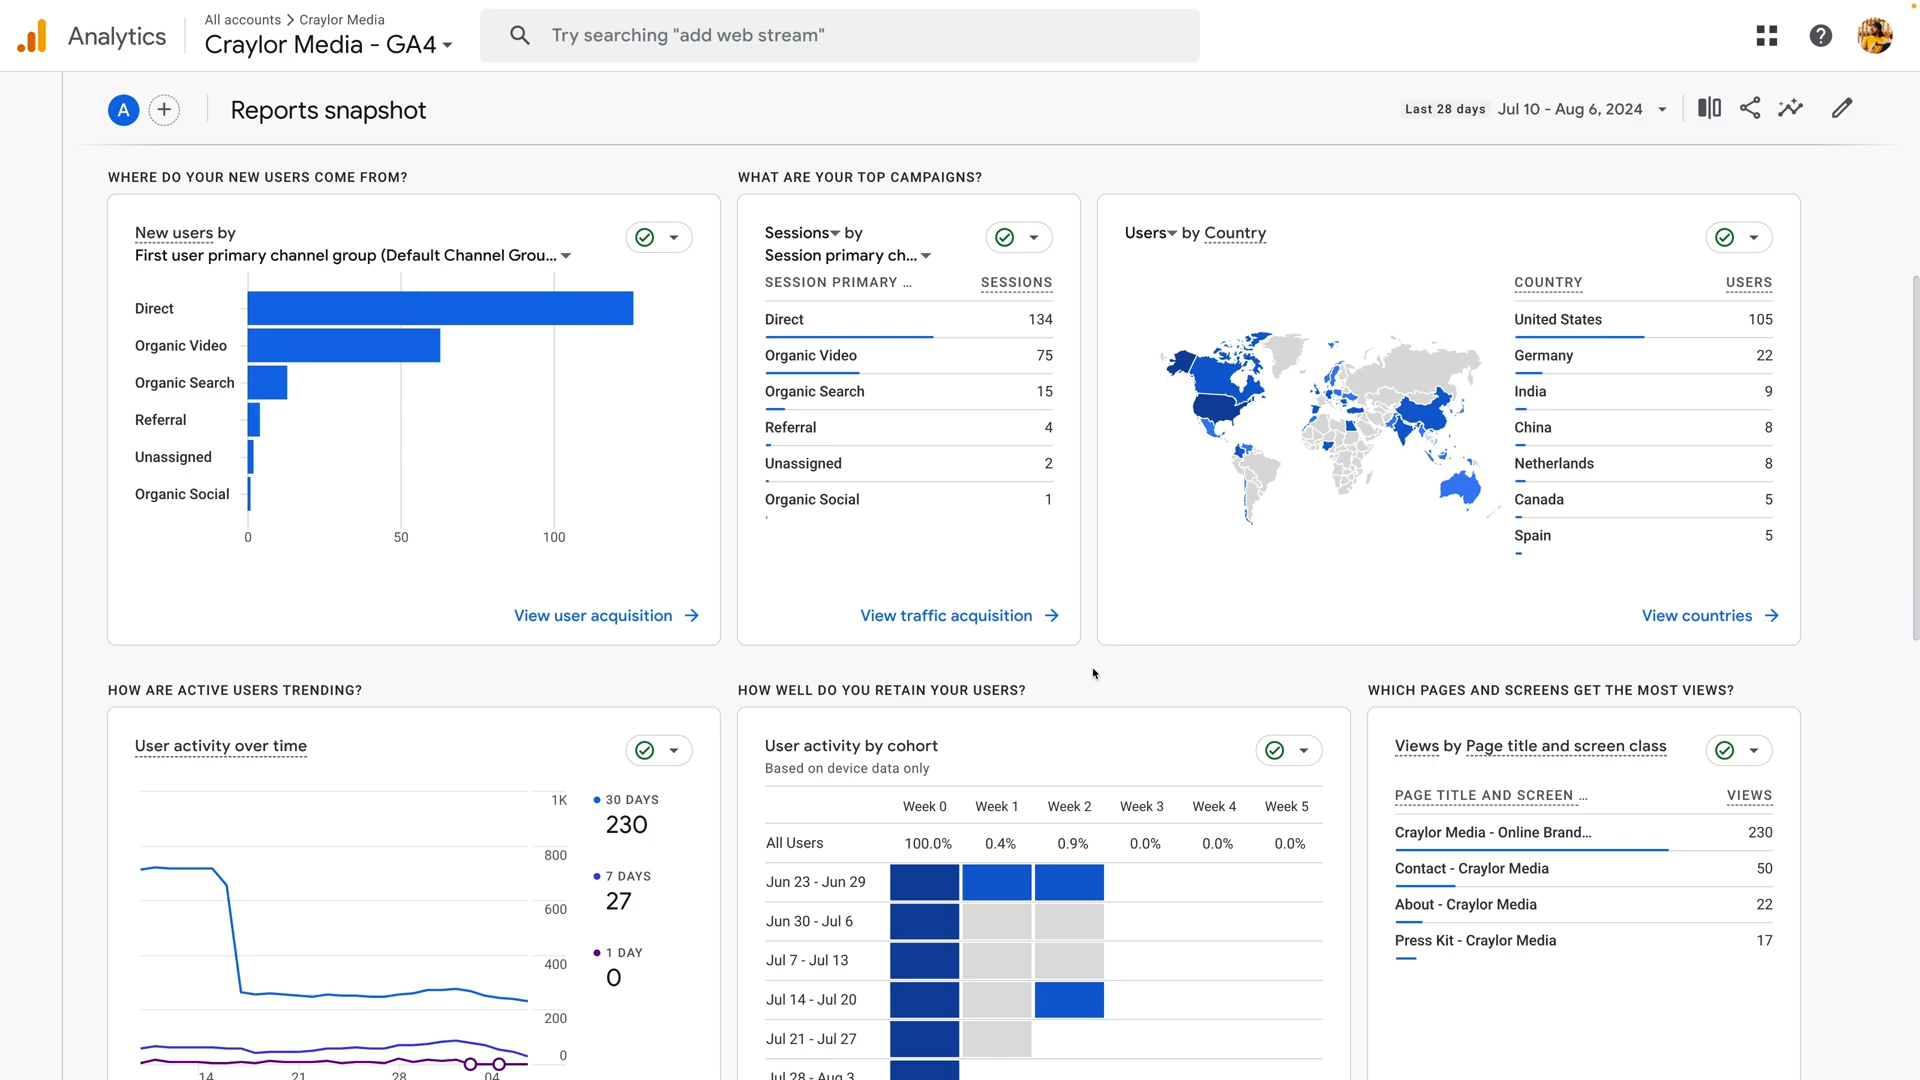 Analytics
All accounts > Craylor Media
Craylor Media - GA4
Try searching "add web stream"
A
Reports snapshot
Last 28 days Jul 10 - Aug 6, 2024
WHERE DO YOUR NEW USERS COME FROM?
New users by
First user primary channel group (Default Channel Grou...
Direct
Organic Video
Organic Search
Referral
Unassigned
Organic Social
0 50 100
View user acquisition
WHAT ARE YOUR TOP CAMPAIGNS?
Sessions by
Session primary ch...
SESSION PRIMARY ... SESSIONS
Direct 134
Organic Video 75
Organic Search 15
Referral 4
Unassigned 2
Organic Social 1
View traffic acquisition
Users by Country
COUNTRY USERS
United States 105
Germany 22
India 9
China 8
Netherlands 8
Canada 5
Spain 5
View countries
HOW ARE ACTIVE USERS TRENDING?
User activity over time
1K
800
600
400
200
0
14 21 28 04
30 DAYS
230
7 DAYS
27
1 DAY
0
HOW WELL DO YOU RETAIN YOUR USERS?
User activity by cohort
Based on device data only
Week 0 Week 1 Week 2 Week 3 Week 4 Week 5
All Users 100.0% 0.4% 0.9% 0.0% 0.0% 0.0%
Jun 23 - Jun 29
Jun 30 - Jul 6
Jul 7 - Jul 13
Jul 14 - Jul 20
Jul 21 - Jul 27
Jul 28 - Aug 3
WHICH PAGES AND SCREENS GET THE MOST VIEWS?
Views by Page title and screen class
PAGE TITLE AND SCREEN ... VIEWS
Craylor Media - Online Brand... 230
Contact - Craylor Media 50
About - Craylor Media 22
Press Kit - Craylor Media 17